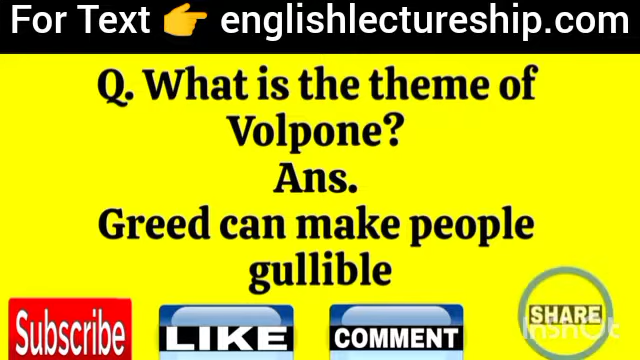 For Text 👉 englishlectureship.com
Q. What is the theme of
Volpone?
Ans.
Greed can make people
gullible
Subscribe
LIKE
COMMENT
SHARE
InShOt